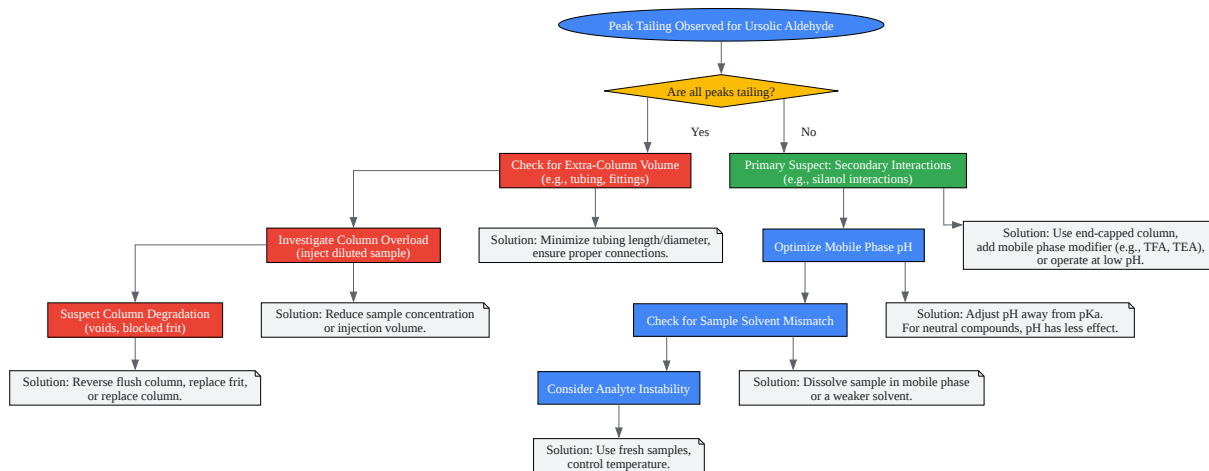 Peak Tailing Observed for Ursolic Aldehyde
Are all peaks tailing?
Yes
No
Check for Extra-Column Volume
(e.g., tubing, fittings)
Primary Suspect: Secondary Interactions
(e.g., silanol interactions)
Investigate Column Overload
(inject diluted sample)
Solution: Minimize tubing length/diameter,
ensure proper connections.
Optimize Mobile Phase pH
Solution: Use end-capped column,
add mobile phase modifier (e.g., TFA, TEA),
or operate at low pH.
Suspect Column Degradation
(voids, blocked frit)
Solution: Reduce sample concentration
or injection volume.
Check for Sample Solvent Mismatch
Solution: Adjust pH away from pKa.
For neutral compounds, pH has less effect.
Solution: Reverse flush column, replace frit,
or replace column.
Consider Analyte Instability
Solution: Dissolve sample in mobile phase
or a weaker solvent.
Solution: Use fresh samples,
control temperature.